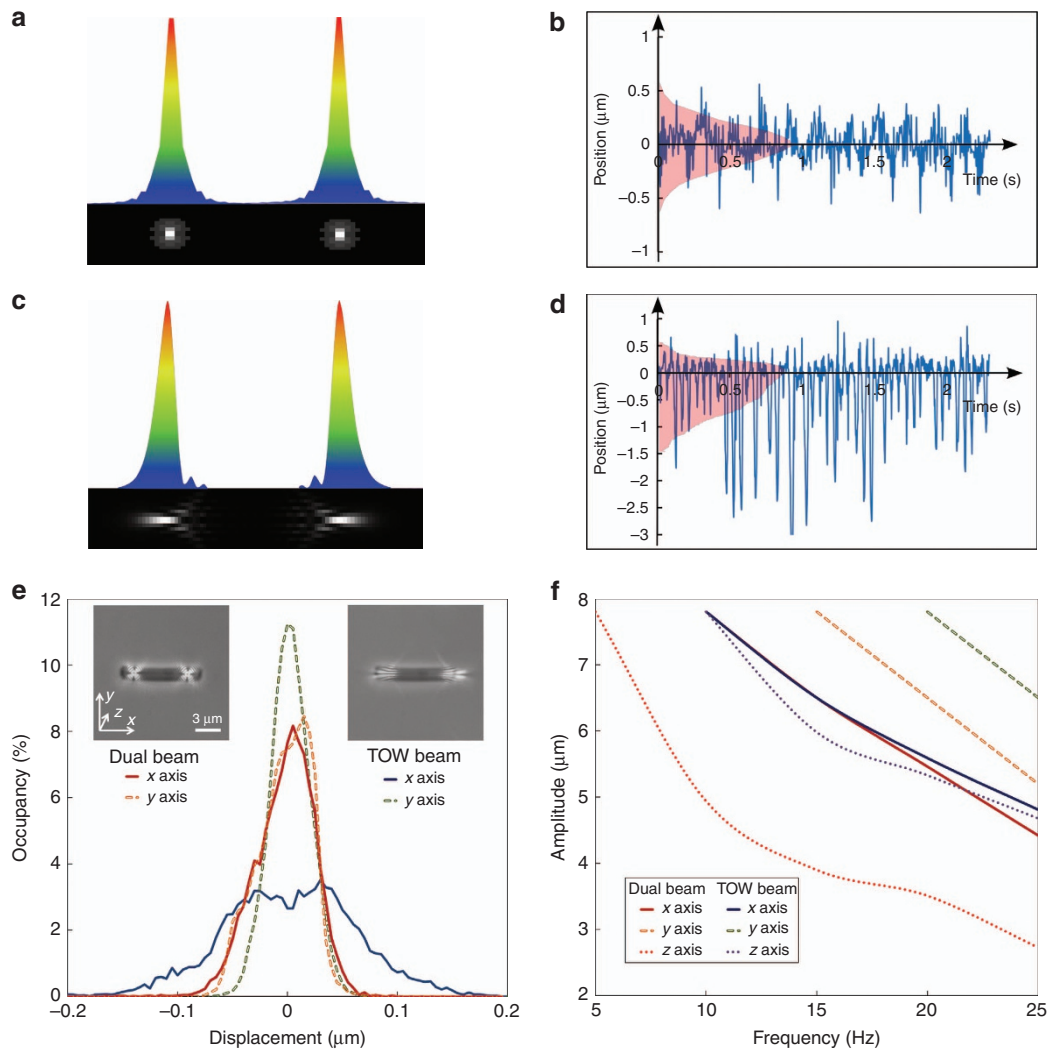 a
b
1
0.5
0
−0.5
−1
Position (μm)
0
0.5
1
1.5
2
Time (s)
c
d
1
0.5
0
−0.5
−1
−1.5
−2
−2.5
−3
Position (μm)
0
0.5
1
1.5
2
Time (s)
e
12
10
8
6
4
2
0
Occupancy (%)
y
z
x
3 μm
Dual beam
x axis
y axis
TOW beam
x axis
y axis
−0.2
−0.1
0
0.1
0.2
Displacement (μm)
f
8
7
6
5
4
3
2
Amplitude (μm)
Dual beam TOW beam
x axis x axis
y axis y axis
z axis z axis
5
10
15
20
25
Frequency (Hz)